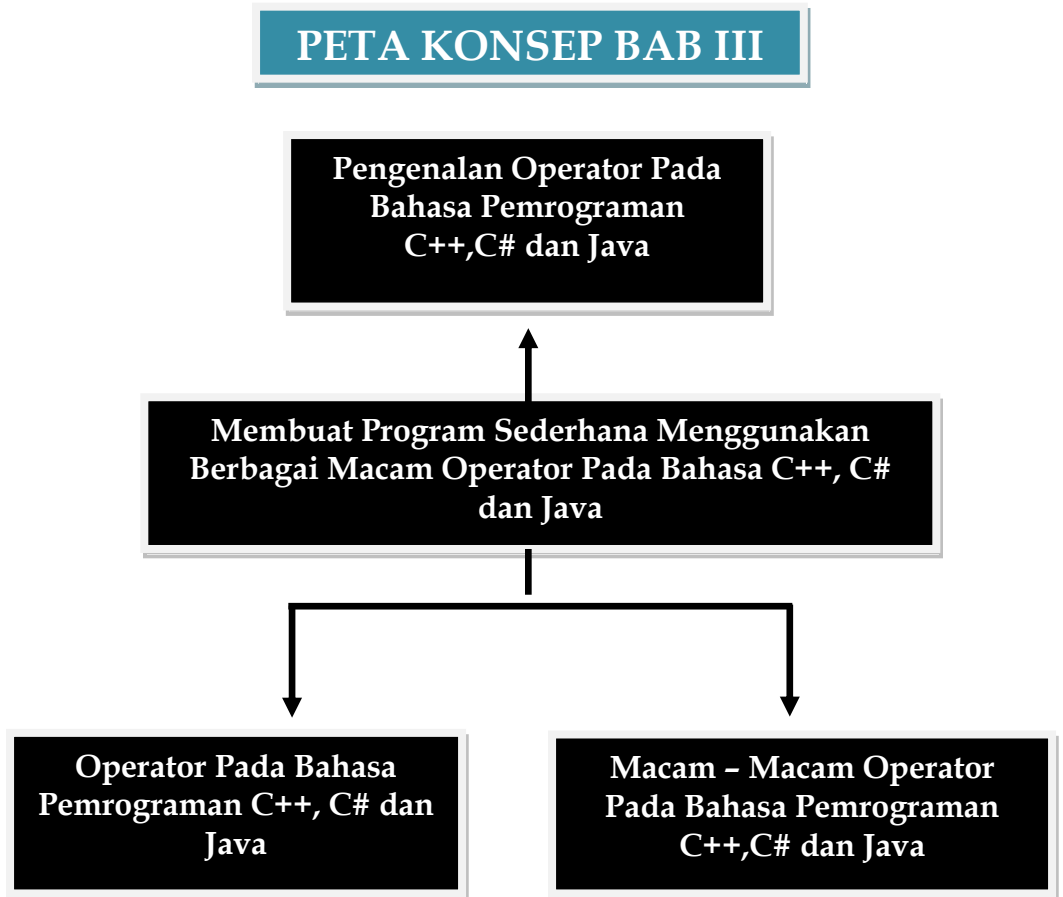 PETA KONSEP BAB III
Pengenalan Operator Pada
Bahasa Pemrograman
C++,C# dan Java
Membuat Program Sederhana Menggunakan
Berbagai Macam Operator Pada Bahasa C++, C#
dan Java
Operator Pada Bahasa
Pemrograman C++, C# dan
Java
Macam – Macam Operator
Pada Bahasa Pemrograman
C++,C# dan Java